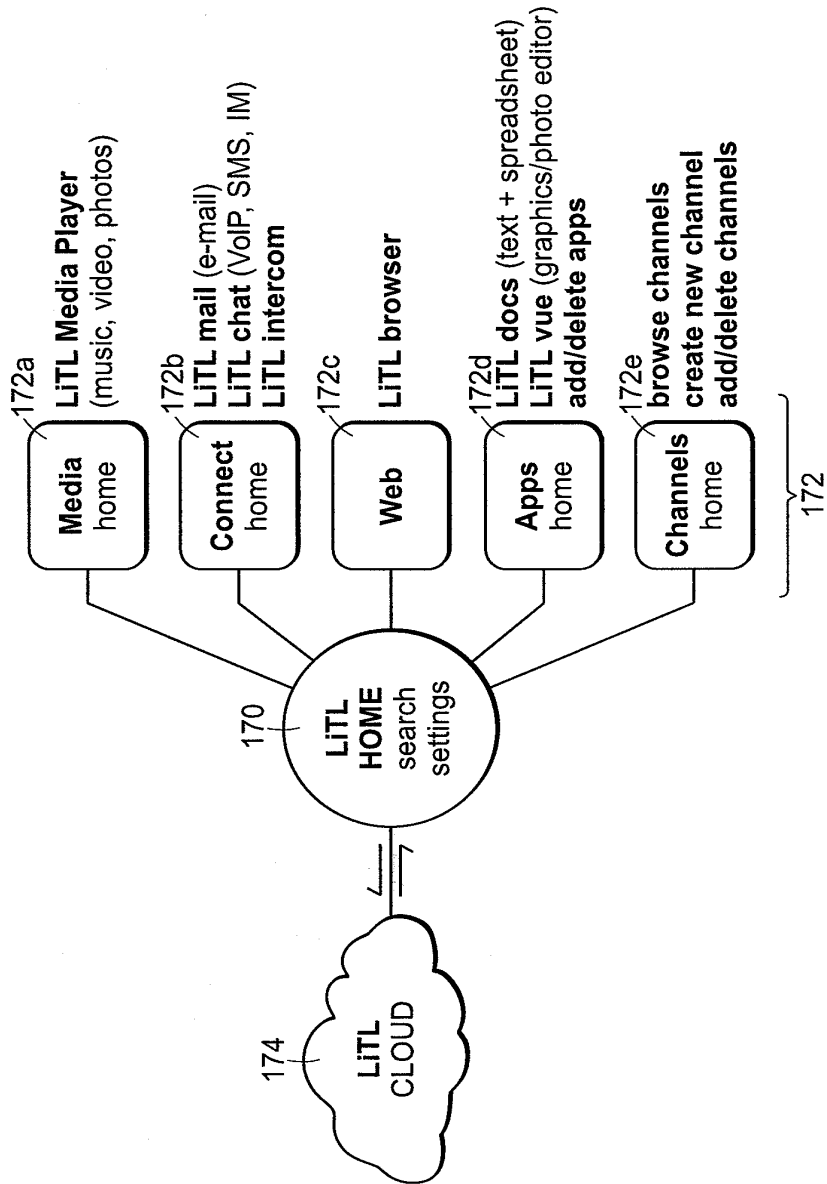 174
LiTL
CLOUD
170
LiTL
HOME
search
settings
172a
Media
home
LiTL Media Player
(music, video, photos)
172b
Connect
home
LiTL mail (e-mail)
LiTL chat (VoIP, SMS, IM)
LiTL intercom
172c
Web
LiTL browser
172d
Apps
home
LiTL docs (text + spreadsheet)
LiTL vue (graphics/photo editor)
add/delete apps
172e
Channels
home
browse channels
create new channel
add/delete channels
172